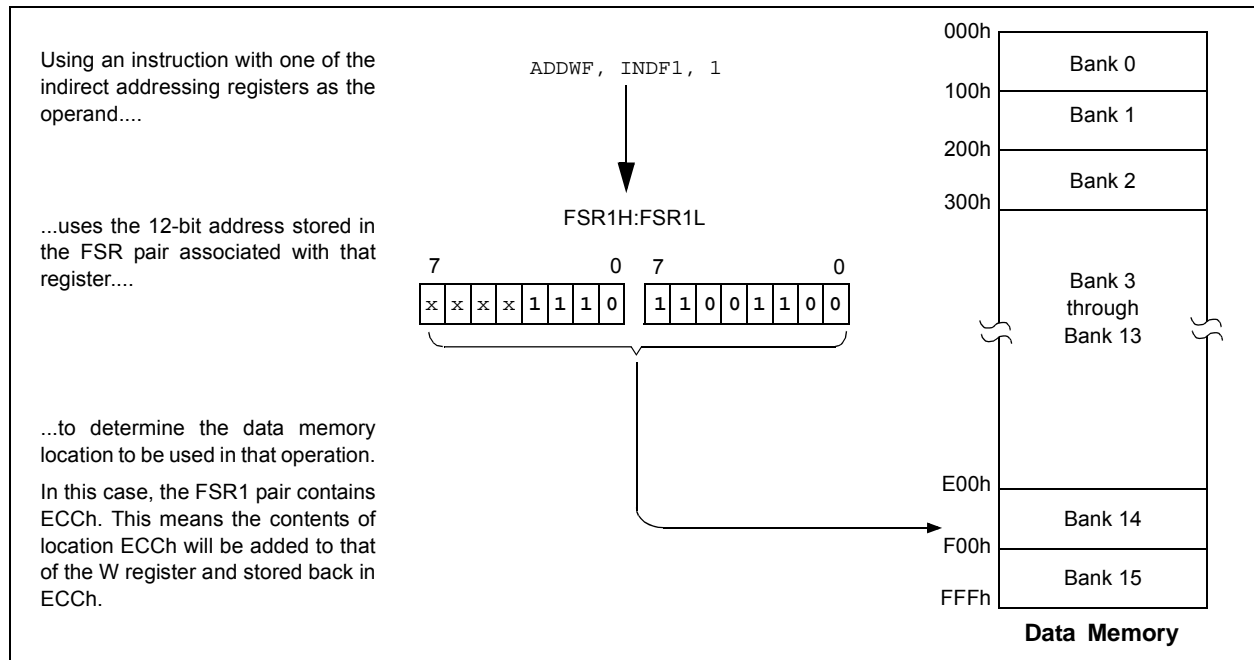 Using an instruction with one of the
indirect addressing registers as the
operand....
...uses the 12-bit address stored in
the FSR pair associated with that
register....
...to determine the data memory
location to be used in that operation.
In this case, the FSR1 pair contains
ECCh. This means the contents of
location ECCh will be added to that
of the W register and stored back in
ECCh.
ADDWF, INDF1, 1
FSR1H:FSR1L
7 0 7 0
x x x x 1 1 1 0 1 1 0 0 1 1 0 0
000h
Bank 0
100h
Bank 1
200h
Bank 2
300h
Bank 3
through
Bank 13
E00h
Bank 14
F00h
Bank 15
FFFh
Data Memory